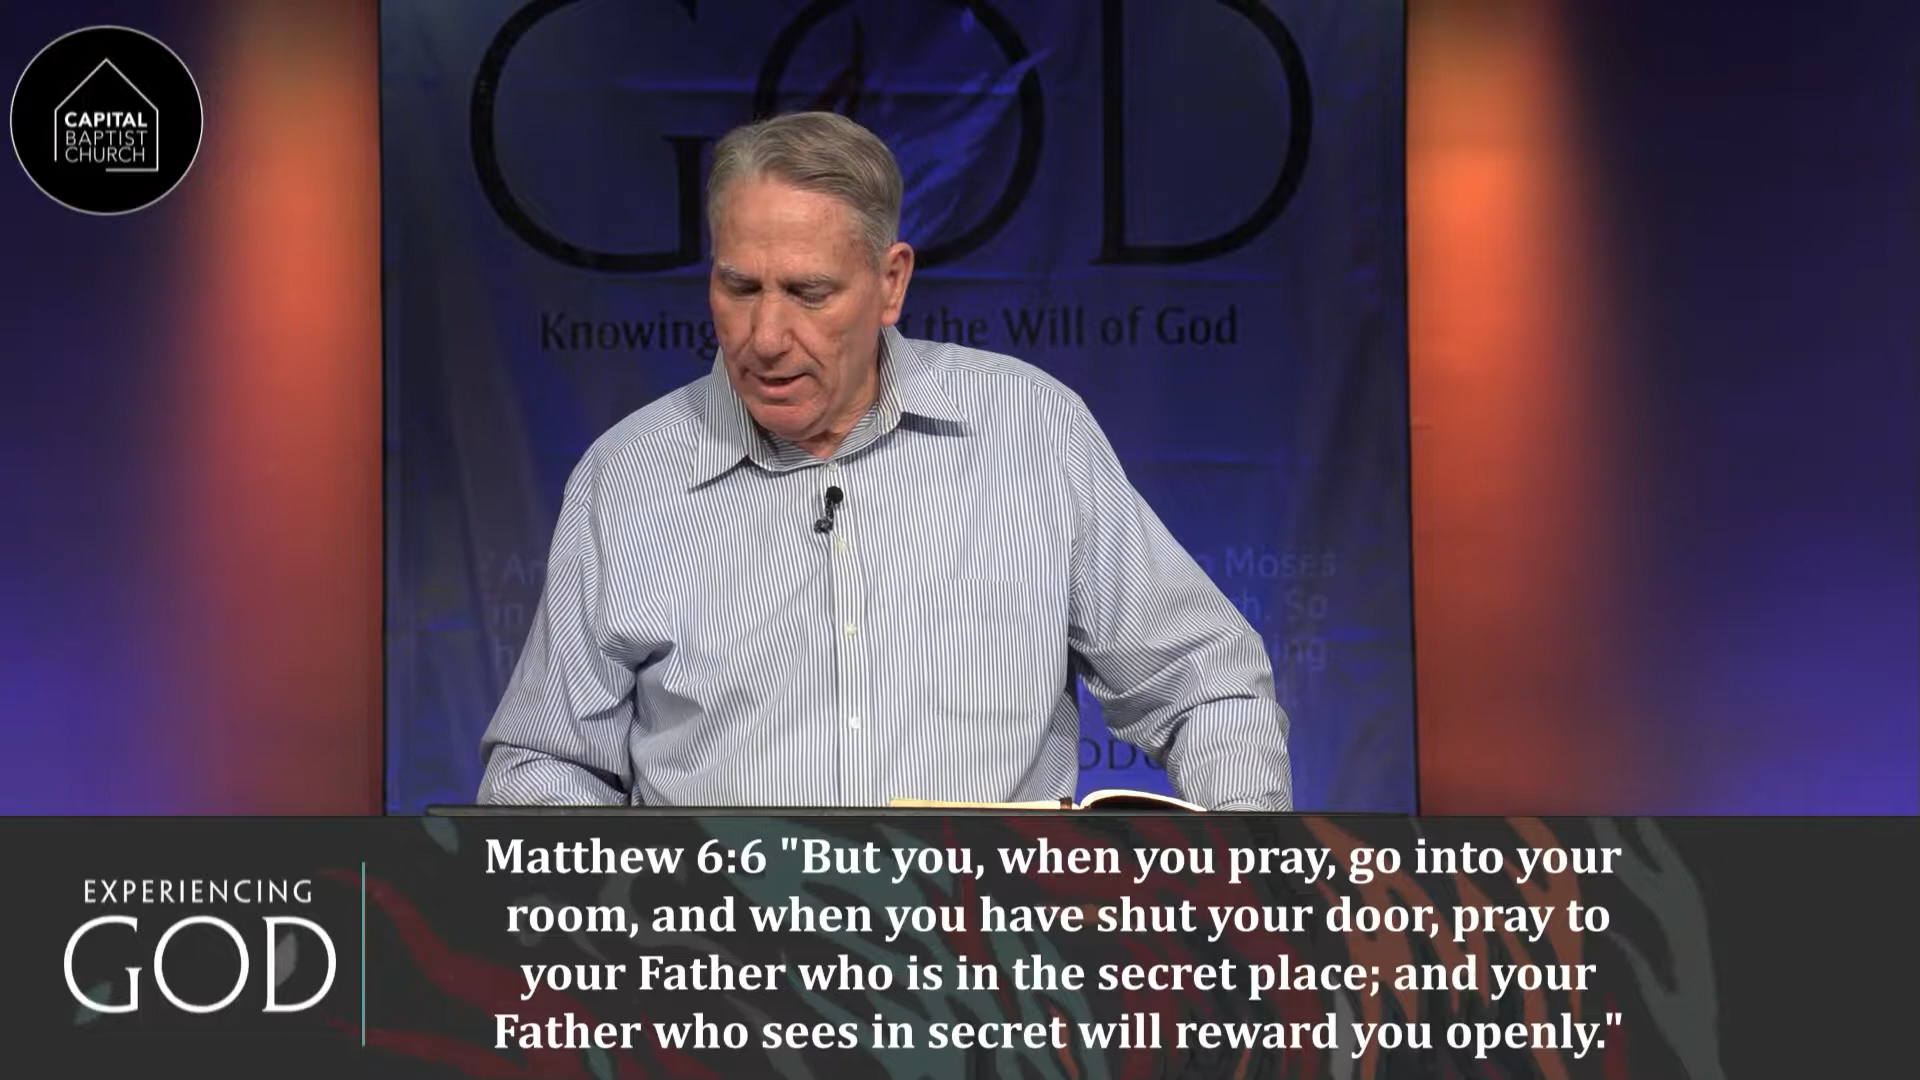 CAPITAL
BAPTIST
CHURCH
GOD
Knowing the Will of God
Moses
So
EXPERIENCING
GOD
Matthew 6:6 "But you, when you pray, go into your
room, and when you have shut your door, pray to
your Father who is in the secret place; and your
Father who sees in secret will reward you openly."